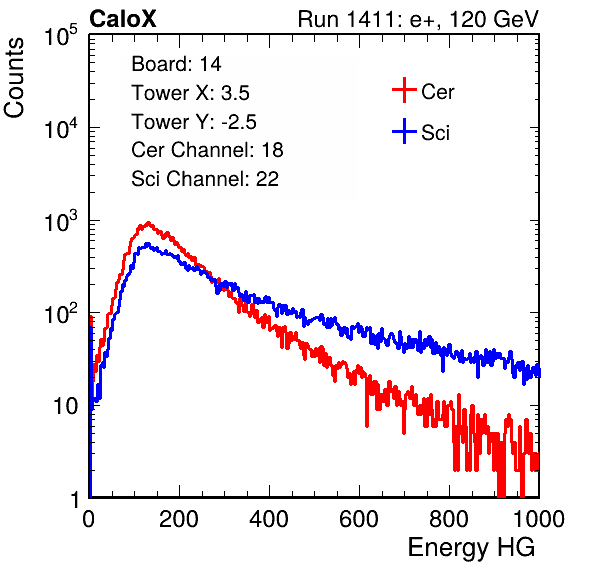 CaloX Run 1411: e+, 120 GeV
Counts
Board: 14
Tower X: 3.5
Tower Y: -2.5
Cer Channel: 18
Sci Channel: 22
Cer
Sci
10^5
10^4
10^3
10^2
10
1
0 200 400 600 800 1000
Energy HG